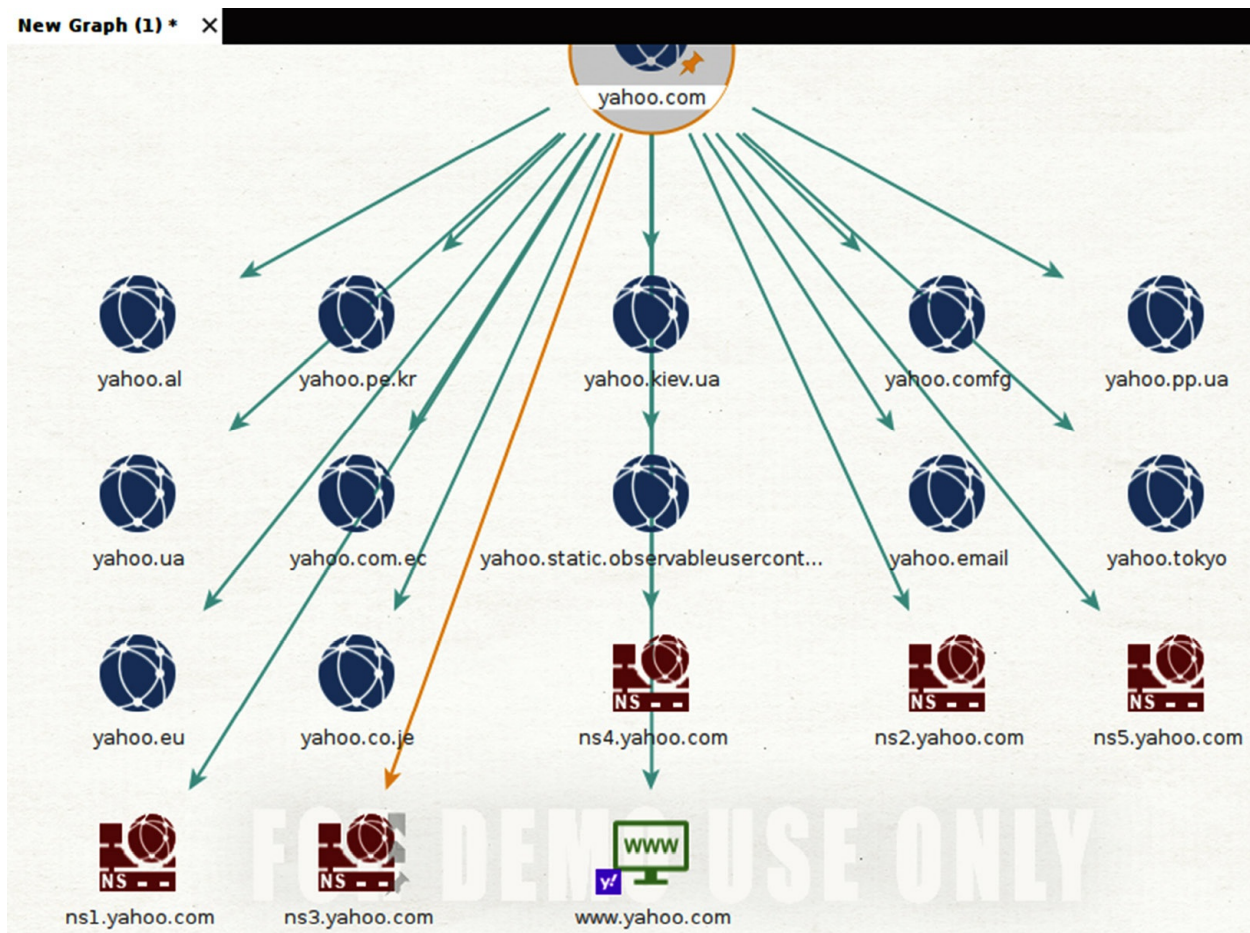 New Graph (1) * ×
yahoo.com
yahoo.al
yahoo.pe.kr
yahoo.kiev.ua
yahoo.comfg
yahoo.pp.ua
yahoo.ua
yahoo.com.ec
yahoo.static.observableusercont...
yahoo.email
yahoo.tokyo
yahoo.eu
yahoo.co.je
NS
ns4.yahoo.com
NS
ns2.yahoo.com
NS
ns5.yahoo.com
FOR DEMO USE ONLY
NS
ns1.yahoo.com
NS
ns3.yahoo.com
www
y!
www.yahoo.com